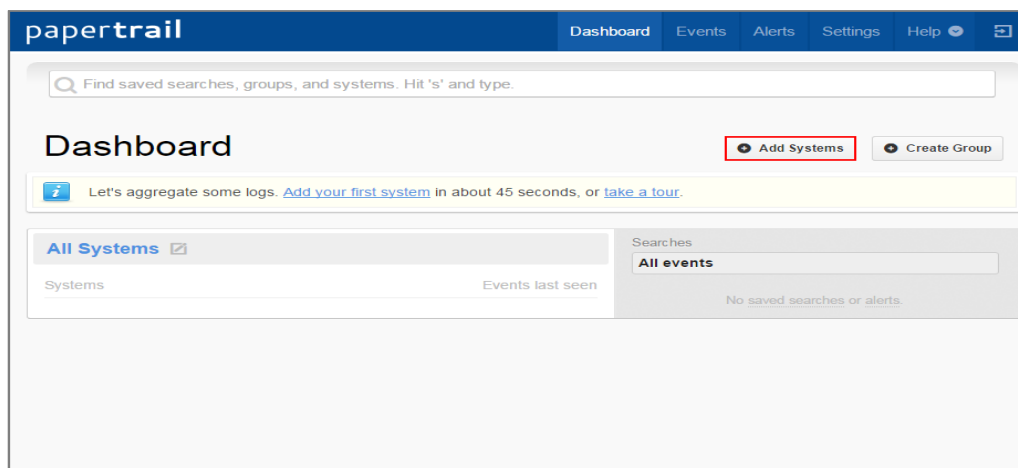 papertrail
Dashboard Events Alerts Settings Help
Find saved searches, groups, and systems. Hit 's' and type.
Dashboard
Add Systems
Create Group
Let's aggregate some logs. Add your first system in about 45 seconds, or take a tour.
All Systems
Systems Events last seen
Searches
All events
No saved searches or alerts.